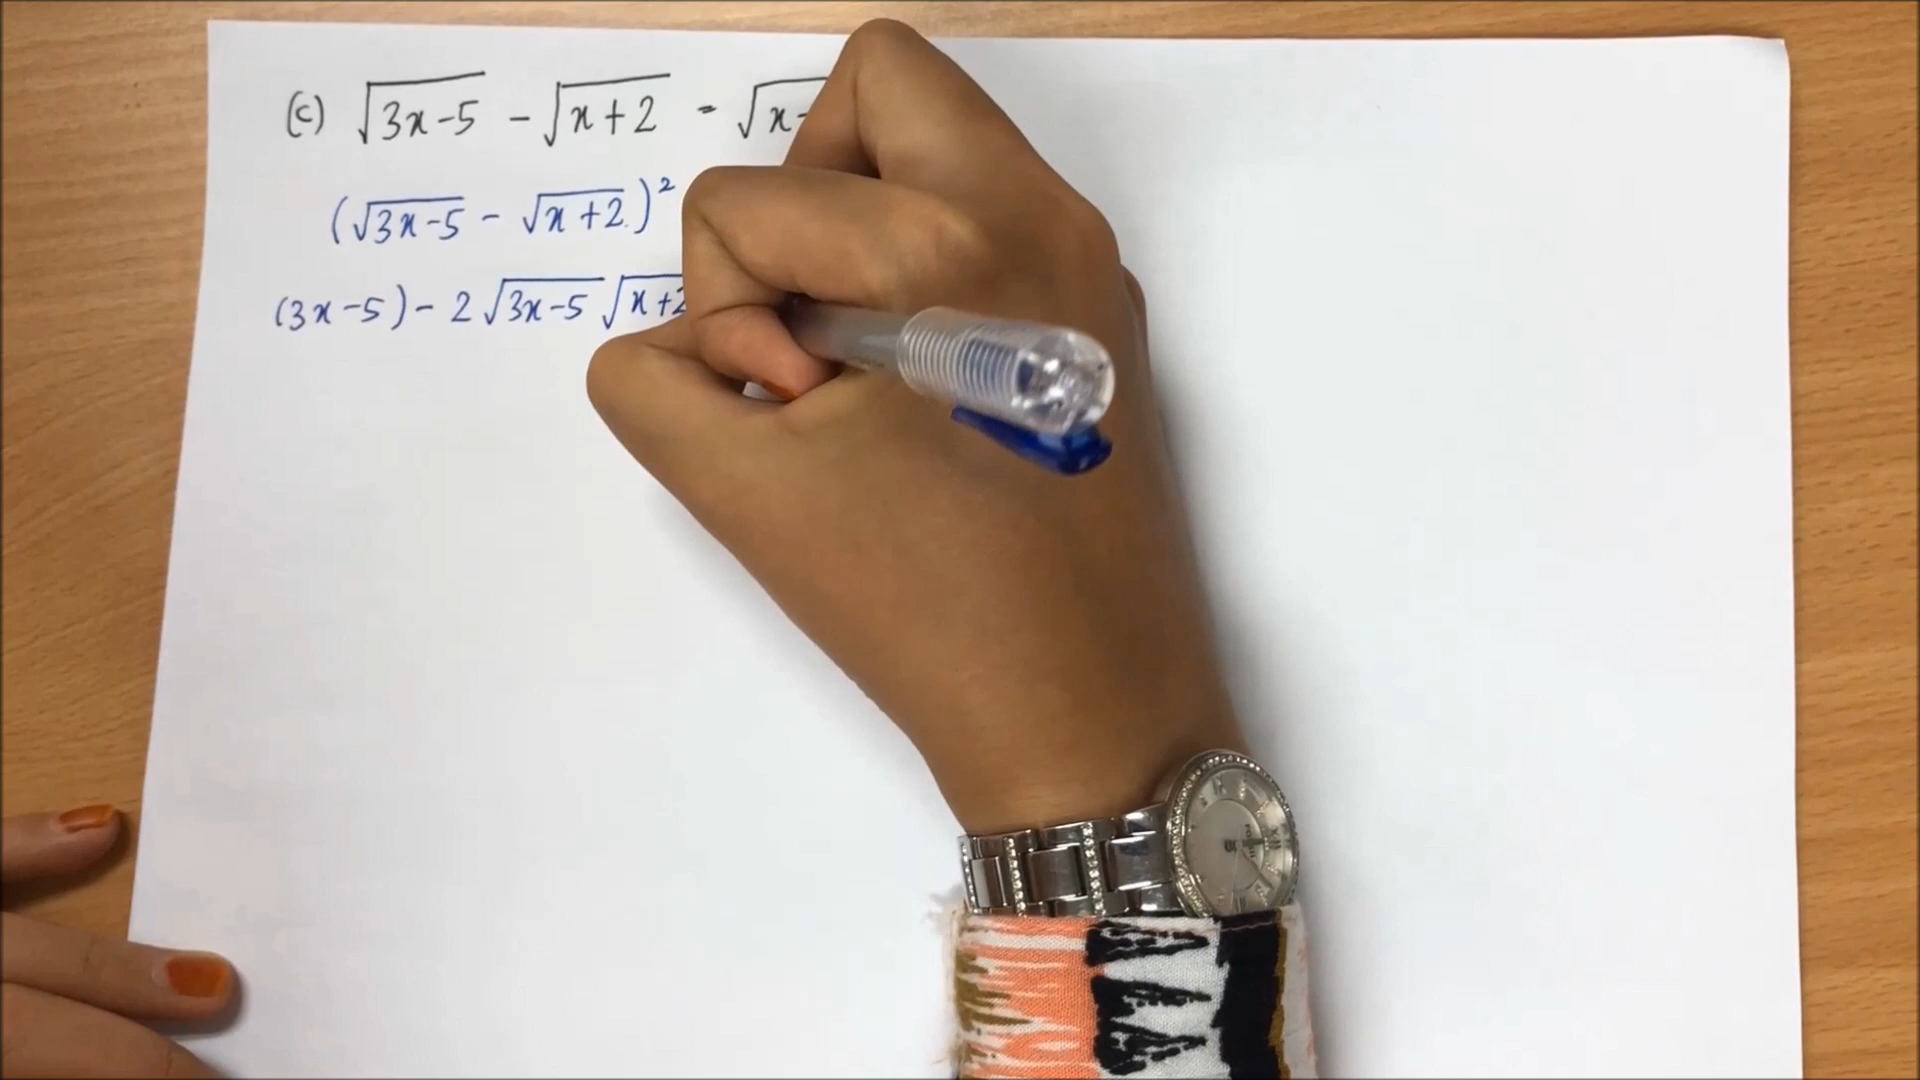 (c) √3x-5 - √x+2 = √x-
(√3x-5 - √x+2)²
(3x-5) - 2√3x-5 √x+2